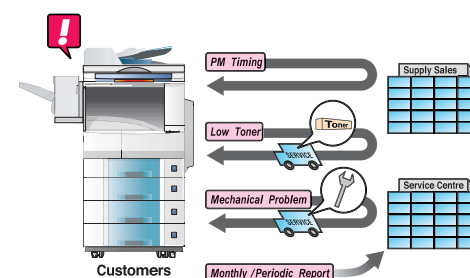 !
PM Timing
Supply Sales
Toner
Low Toner
SERVICE
Service Centre
Mechanical Problem
SERVICE
Monthly / Periodic Report
Customers